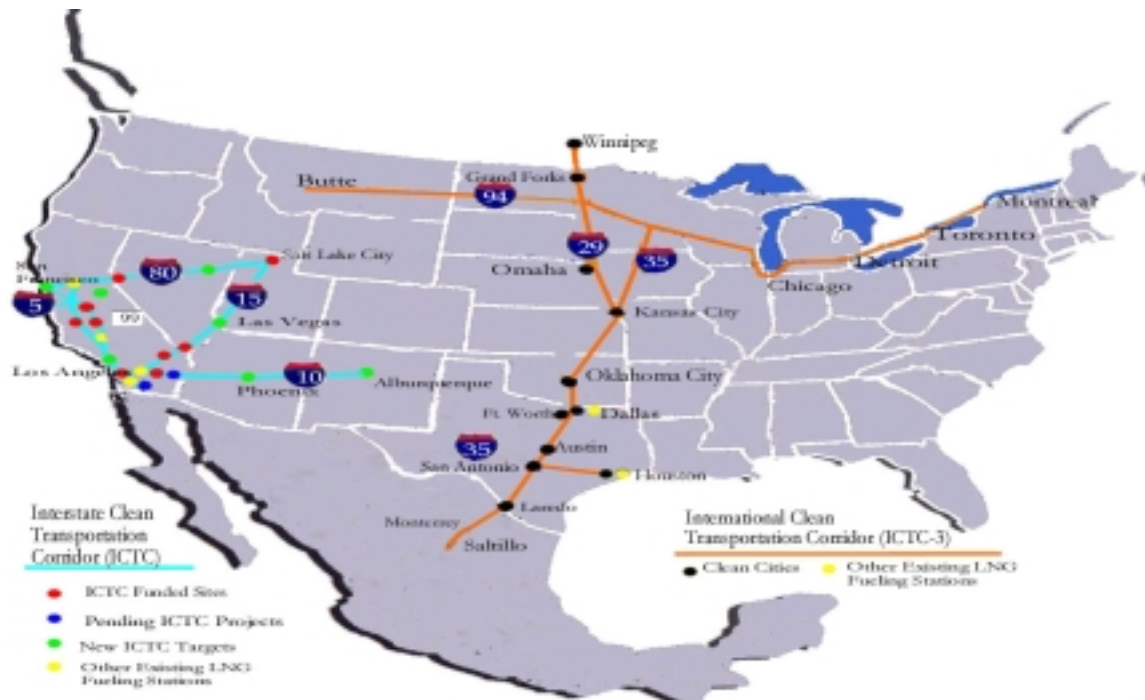 Winnipeg
Butte
Grand Forks
94
29
35
Omaha
Montreal
Toronto
Detroit
Chicago
Salt Lake City
San
Francisco
80
15
5
99
Las Vegas
Kansas City
Los Angel
10
Phoenix
Albuquerque
Oklahoma City
Ft. Worth
Dallas
35
Austin
San Antonio
Houston
Laredo
Monterrey
Saltillo
Interstate Clean
Transportation
Corridor (ICTC)
ICTC Funded Sites
Pending ICTC Projects
New ICTC Targets
Other Existing LNG
Fueling Stations
International Clean
Transportation Corridor (ICTC-3)
Clean Cities
Other Existing LNG
Fueling Stations